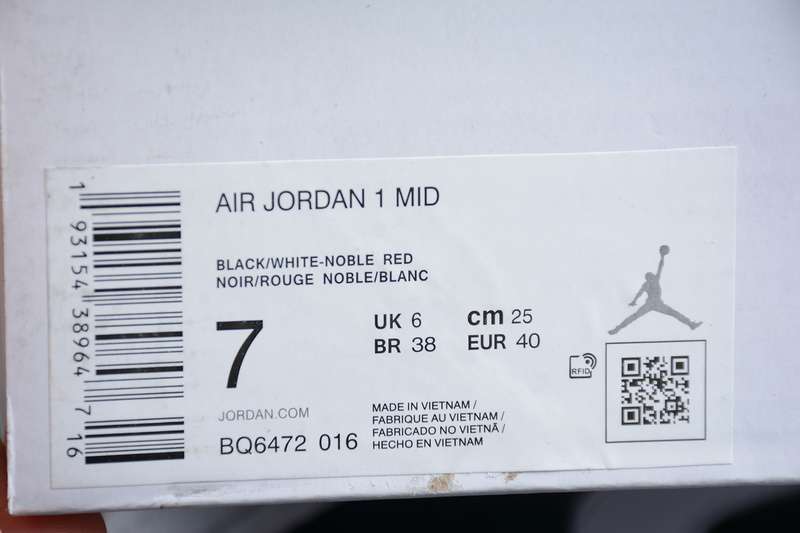 AIR JORDAN 1 MID
BLACK/WHITE-NOBLE RED
NOIR/ROUGE NOBLE/BLANC
7
UK 6
cm 25
BR 38
EUR 40
RFID
JORDAN.COM
BQ6472 016
MADE IN VIETNAM /
FABRIQUE AU VIETNAM /
FABRICADO NO VIETNÃ /
HECHO EN VIETNAM
1 93154 38964 7 16